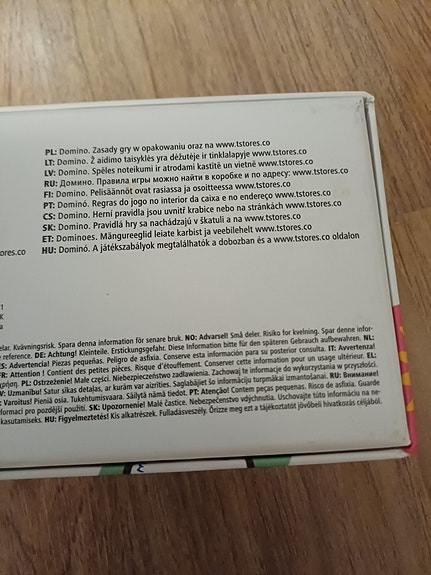 PL: Domino. Zasady gry w opakowaniu oraz na www.tstores.co
LT: Domino. Ž aidimo taisyklės yra dėžutėje ir tinklalapyje www.tstores.co
LV: Domino. Spēles noteikumi ir atrodami kastītē un vietnē www.tstores.co
RU: Домино. Правила игры можно найти в коробке и по адресу: www.tstores.co
FI: Domino. Pelisäännöt ovat rasiassa ja osoitteessa www.tstores.co
PT: Dominó. Regras do jogo no interior da caixa e no endereço www.tstores.co
CS: Domino. Herní pravidla jsou uvnitř krabice nebo na stránkách www.tstores.co
SK: Domino. Pravidlá hry sa nachádzajú v škatuli a na www.tstores.co
ET: Dominoes. Mängureeglid leiate karbist ja veebilehelt www.tstores.co
ores.co HU: Dominó. A játékszabályok megtalálhatók a dobozban és a www.tstores.co oldalon
1
K
a
elar. Kvävningsrisk. Spara denna information för senare bruk. NO: Advarsel! Små deler. Risiko for kvelning. Spar denne infor-
e reference. DE: Achtung! Kleinteile. Erstickungsgefahr. Diese Information bitte für den späteren Gebrauch aufbewahren. NL:
ES: Advertencia! Piezas pequeñas. Peligro de asfixia. Conserve esta información para su posterior consulta. IT: Avvertenza!
FR: Attention ! Contient des petites pièces. Risque d'étouffement. Conservez cette information pour un usage ultérieur. EL:
χρήση. PL: Ostrzeżenie! Małe części. Niebezpieczeństwo zadławienia. Zachowaj te informacje do wykorzystania w przyszłości.
V: Uzmanību! Satur sīkas detaļas, ar kurām var aizrīties. Saglabājiet šo informāciju turpmākai izmantošanai. RU: Внимание!
: Varoitus! Pieniä osia. Tukehtumisvaara. Säilytä nämä tiedot. PT: Atenção! Contem peças pequenas. Risco de asfixia. Guarde
formaci pro pozdější použití. SK: Upozornenie! Malé častice. Nebezpečenstvo vdýchnutia. Uschovajte túto informáciu na ne-
kasutamiseks. HU: Figyelmeztetés! Kis alkatrészek. Fulladásveszély. Őrizze meg ezt a tájékoztatót jövőbeli hivatkozás céljából.